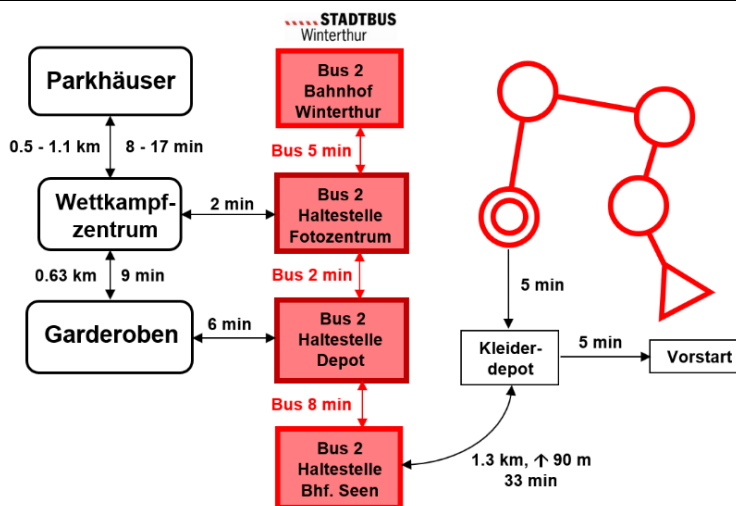 STADTBUS
Winterthur
Parkhäuser
0.5 - 1.1 km
8 - 17 min
Wettkampf-
zentrum
0.63 km
9 min
Garderoben
2 min
6 min
Bus 2
Bahnhof
Winterthur
Bus 5 min
Bus 2
Haltestelle
Fotozentrum
Bus 2 min
Bus 2
Haltestelle
Depot
Bus 8 min
Bus 2
Haltestelle
Bhf. Seen
5 min
Kleider-
depot
5 min
Vorstart
1.3 km, ↑ 90 m
33 min